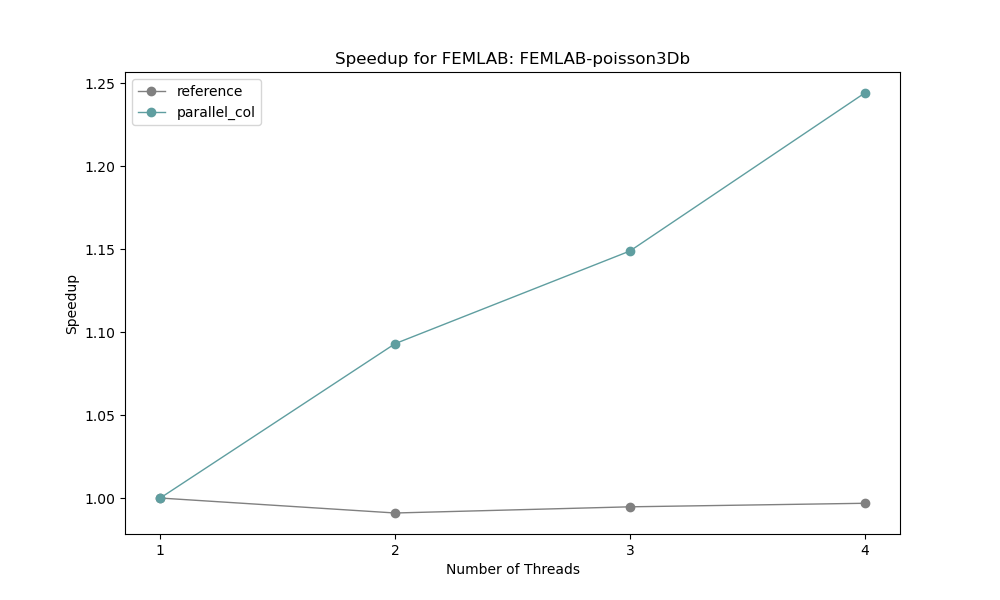 Speedup for FEMLAB: FEMLAB-poisson3Db
reference
parallel_col
1.25
1.20
1.15
1.10
1.05
1.00
Speedup
1 2 3 4
Number of Threads